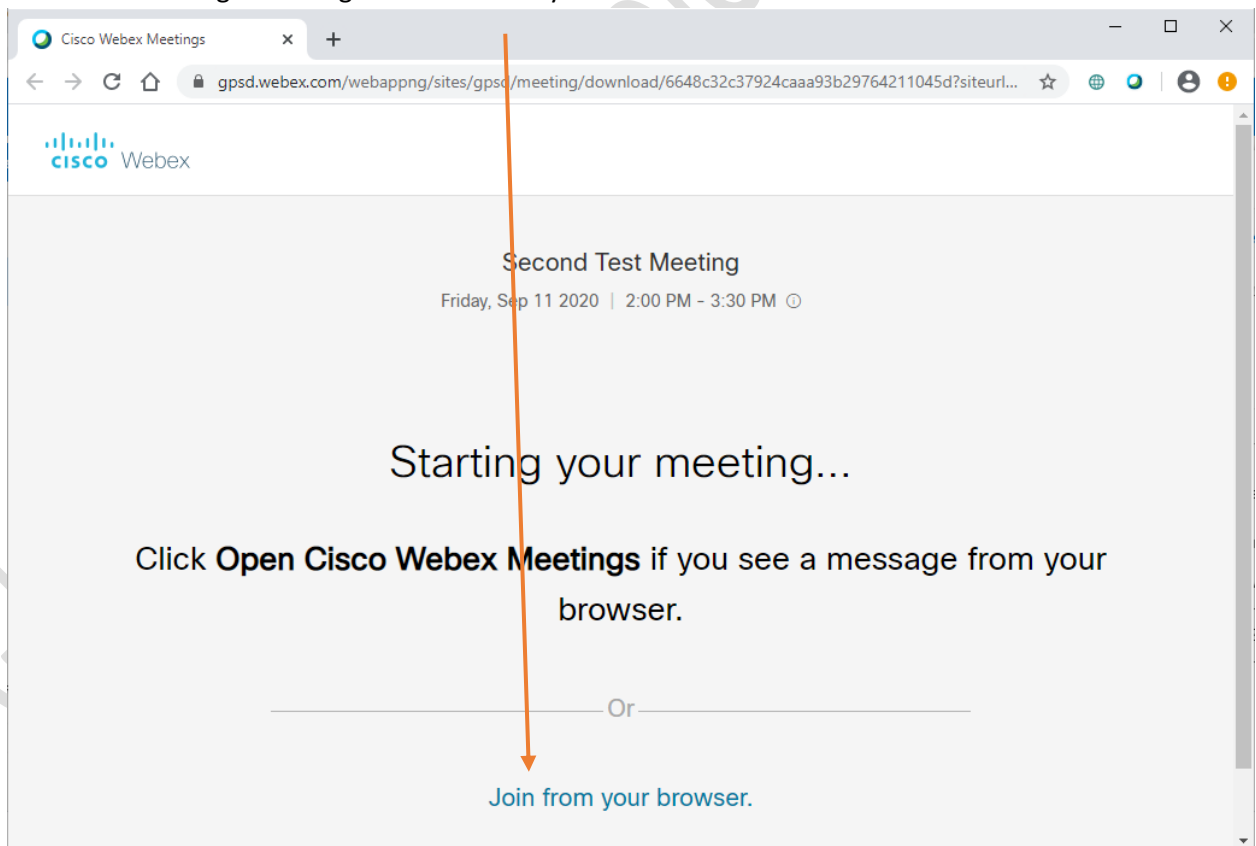 Cisco Webex Meetings
gpsd.webex.com/webappng/sites/gpsd/meeting/download/6648c32c37924caaa93b29764211045d?siteurl...
cisco Webex
Second Test Meeting
Friday, Sep 11 2020 | 2:00 PM - 3:30 PM
Starting your meeting...
Click Open Cisco Webex Meetings if you see a message from your
browser.
Or
Join from your browser.